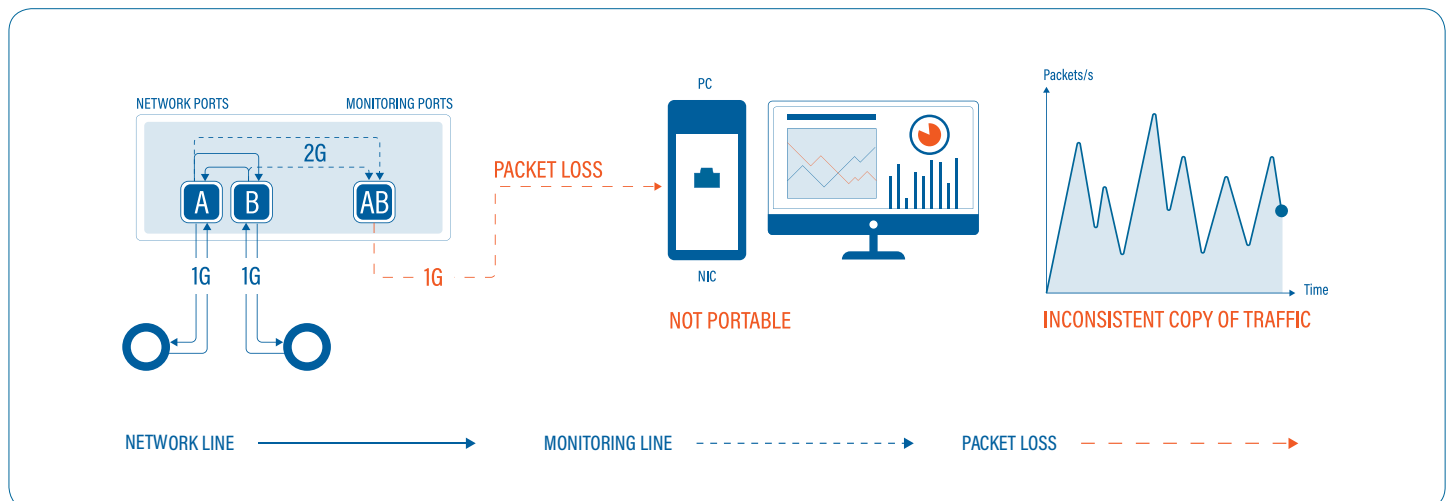 NETWORK PORTS
MONITORING PORTS
2G
A
B
AB
1G
1G
1G
PACKET LOSS
PC
NIC
NOT PORTABLE
Packets/s
Time
INCONSISTENT COPY OF TRAFFIC
NETWORK LINE
MONITORING LINE
PACKET LOSS